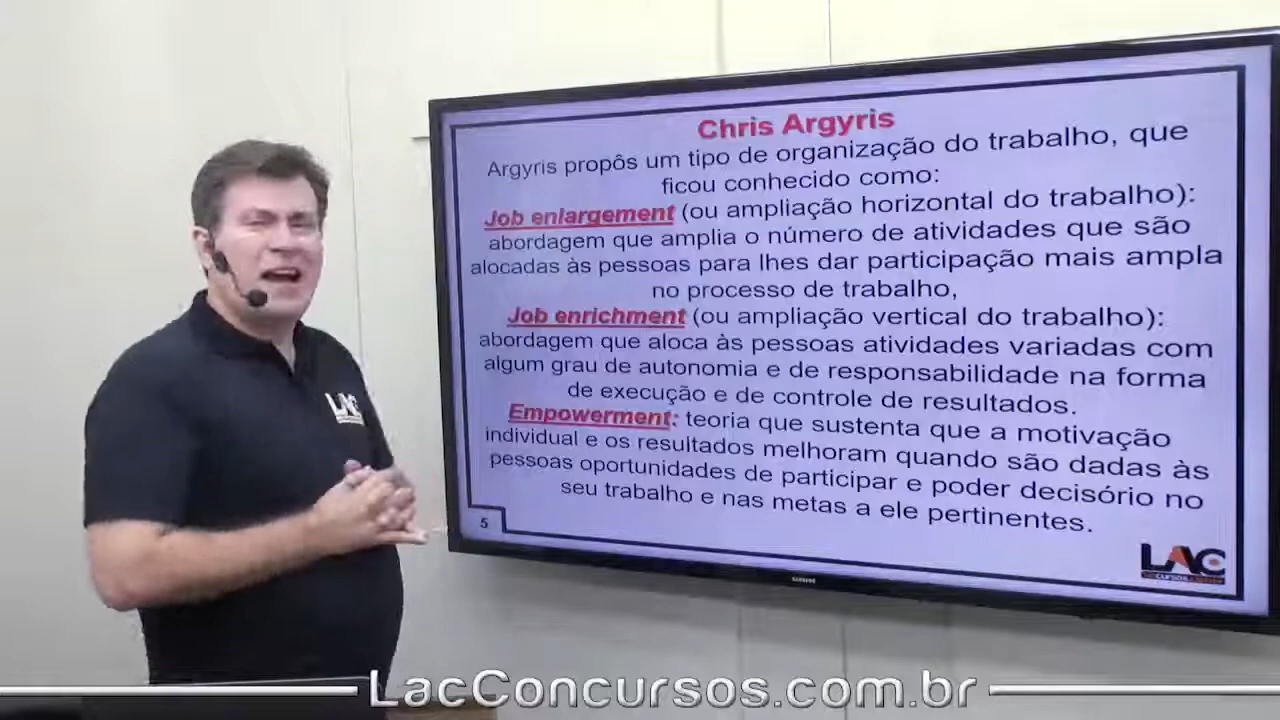 Chris Argyris
Argyris propôs um tipo de organização do trabalho, que
ficou conhecido como:
Job enlargement (ou ampliação horizontal do trabalho):
abordagem que amplia o número de atividades que são
alocadas às pessoas para lhes dar participação mais ampla
no processo de trabalho,
Job enrichment (ou ampliação vertical do trabalho):
abordagem que aloca às pessoas atividades variadas com
algum grau de autonomia e de responsabilidade na forma
de execução e de controle de resultados.
Empowerment: teoria que sustenta que a motivação
individual e os resultados melhoram quando são dadas às
pessoas oportunidades de participar e poder decisório no
seu trabalho e nas metas a ele pertinentes.
5
LAC
LAC
LacConcursos.com.br